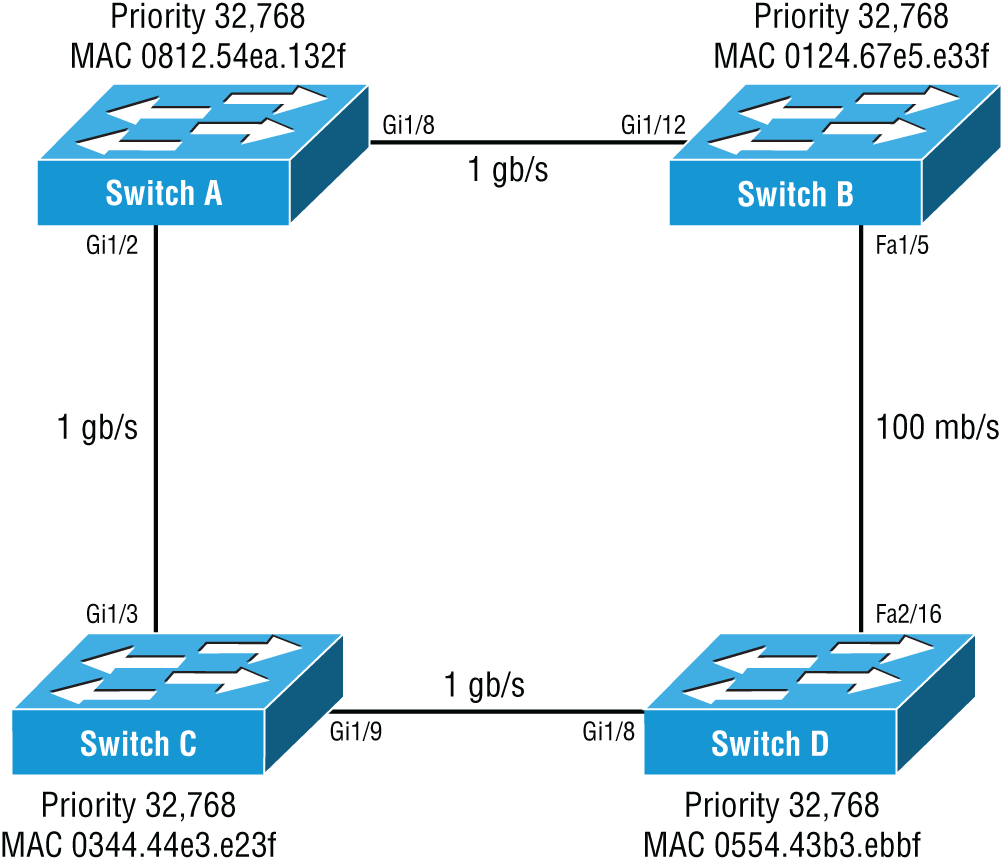 Priority 32,768
MAC 0812.54ea.132f
Priority 32,768
MAC 0124.67e5.e33f
Gi1/8
Gi1/12
1 gb/s
Switch A
Switch B
Gi1/2
Fa1/5
1 gb/s
100 mb/s
Gi1/3
Fa2/16
1 gb/s
Switch C
Gi1/9
Gi1/8
Switch D
Priority 32,768
MAC 0344.44e3.e23f
Priority 32,768
MAC 0554.43b3.ebbf